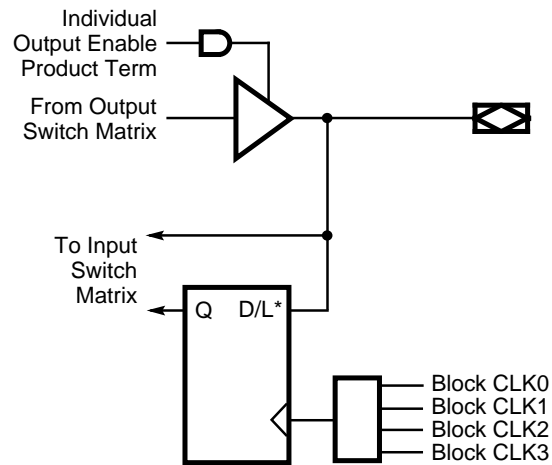 Individual
Output Enable
Product Term
From Output
Switch Matrix
To Input
Switch
Matrix
Q D/L*
Block CLK0
Block CLK1
Block CLK2
Block CLK3